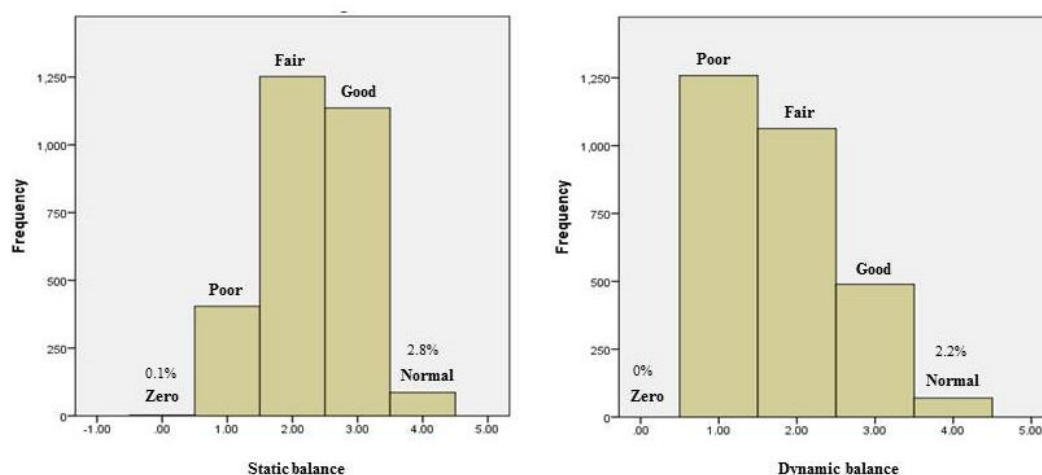 Fair
1,250
Good
1,000
Frequency
750
500
Poor
250
2.8%
0.1%
Normal
Zero
0
-1.00 .00 1.00 2.00 3.00 4.00 5.00
Static balance
Poor
1,250
Fair
1,000
Frequency
750
Good
500
250
2.2%
0%
Normal
Zero
0
.00 1.00 2.00 3.00 4.00 5.00
Dynamic balance